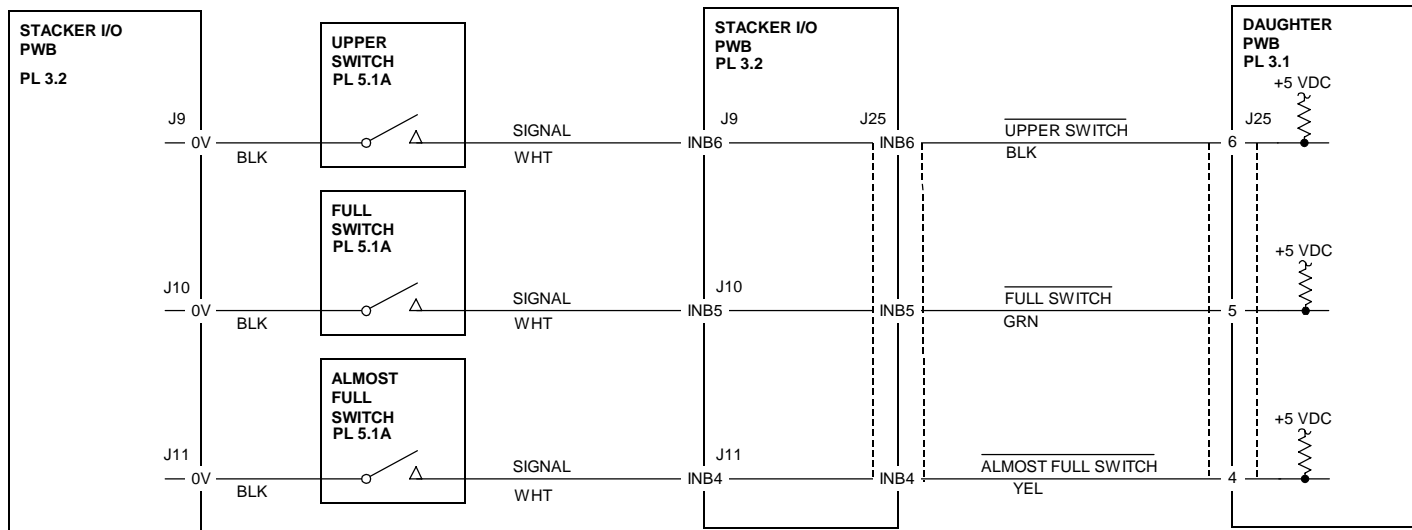 STACKER I/O
PWB
PL 3.2
UPPER
SWITCH
PL 5.1A
STACKER I/O
PWB
PL 3.2
DAUGHTER
PWB
PL 3.1
+5 VDC
J9
0V
BLK
SIGNAL
WHT
J9
INB6
J25
INB6
UPPER SWITCH
BLK
6
J25
FULL
SWITCH
PL 5.1A
+5 VDC
J10
0V
BLK
SIGNAL
WHT
J10
INB5
INB5
FULL SWITCH
GRN
5
ALMOST
FULL
SWITCH
PL 5.1A
+5 VDC
J11
0V
BLK
SIGNAL
WHT
J11
INB4
INB4
ALMOST FULL SWITCH
YEL
4